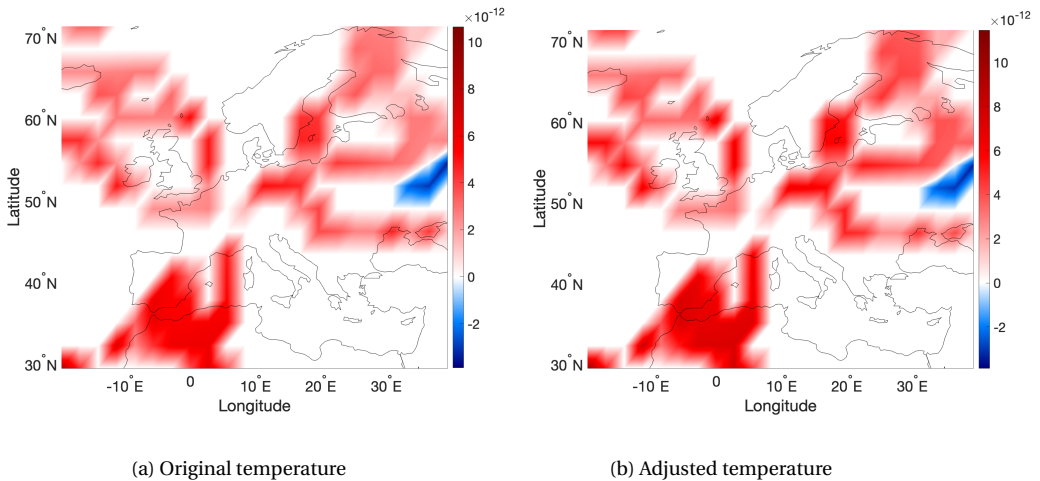 ×10⁻¹²
70°N
60°N
50°N
40°N
30°N
Latitude
-10°E 0 10°E 20°E 30°E
Longitude
10
8
6
4
2
0
-2
(a) Original temperature
×10⁻¹²
70°N
60°N
50°N
40°N
30°N
Latitude
-10°E 0 10°E 20°E 30°E
Longitude
10
8
6
4
2
0
-2
(b) Adjusted temperature